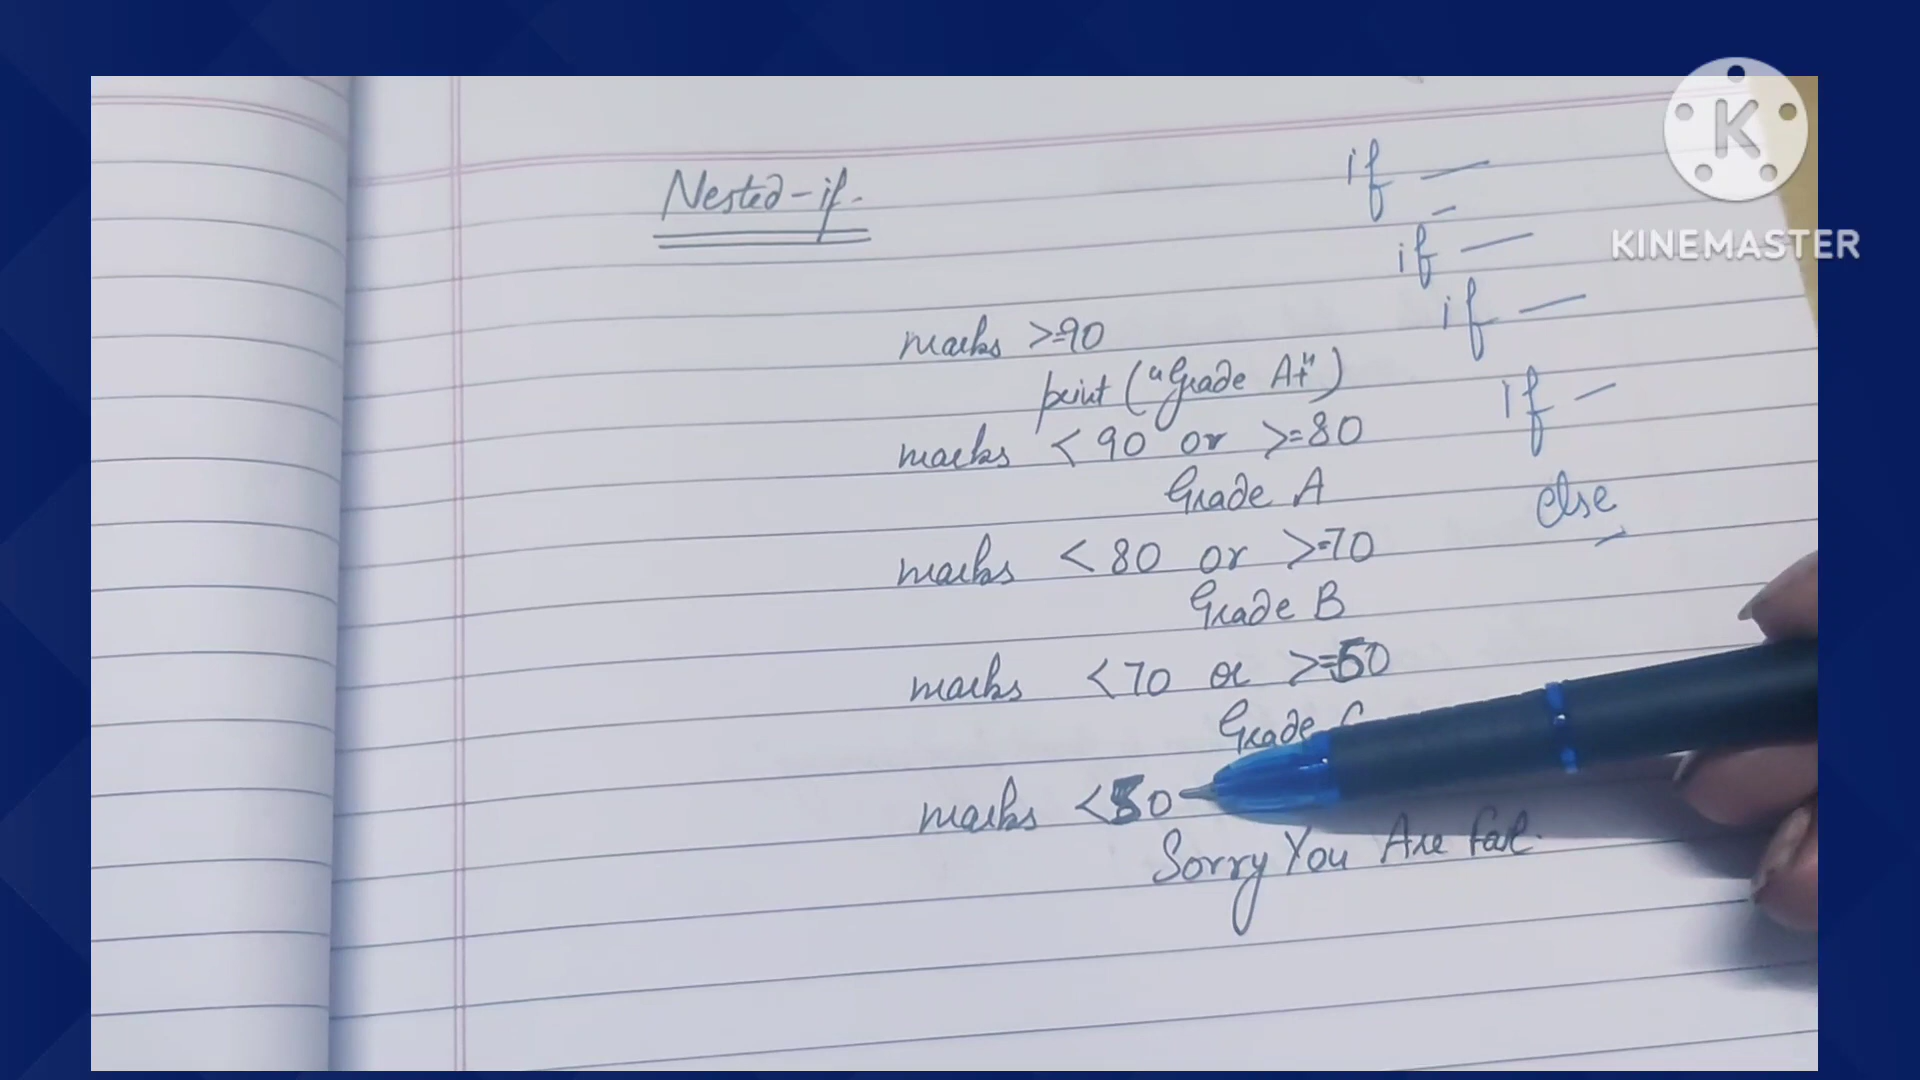 Nested-if.
if —
if —
if —
if —
else
marks >=90
print ("Grade A+")
marks < 90 or >=80
Grade A
marks < 80 or >=70
Grade B
marks <70 or >=50
Grade C
marks <50
Sorry You Are Fail.
K
KINEMASTER